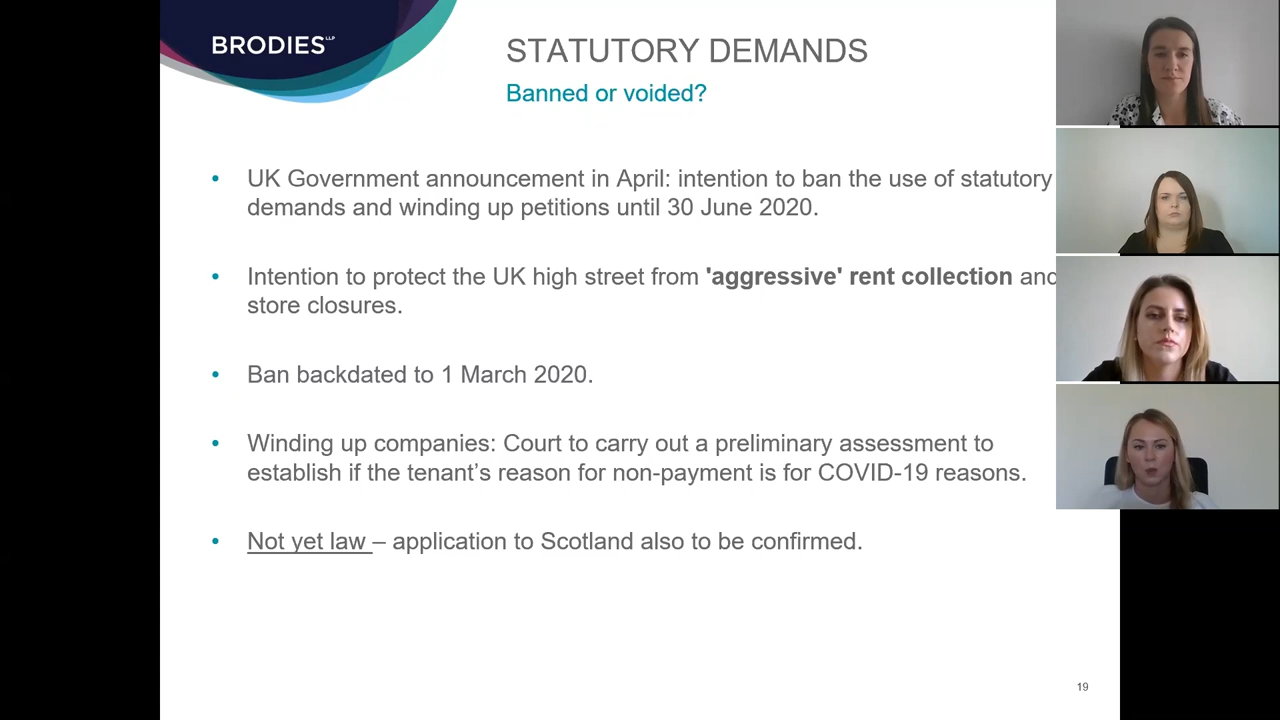 BRODIES LLP
STATUTORY DEMANDS
Banned or voided?
• UK Government announcement in April: intention to ban the use of statutory
demands and winding up petitions until 30 June 2020.
• Intention to protect the UK high street from 'aggressive' rent collection and
store closures.
• Ban backdated to 1 March 2020.
• Winding up companies: Court to carry out a preliminary assessment to
establish if the tenant’s reason for non-payment is for COVID-19 reasons.
• Not yet law – application to Scotland also to be confirmed.
19